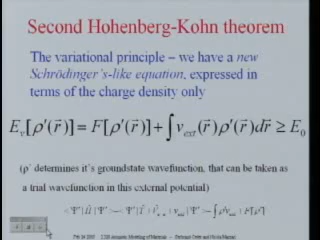 Second Hohenberg-Kohn theorem
The variational principle – we have a new
Schrödinger's-like equation, expressed in
terms of the charge density only
E_v[ρ'(r⃗)] = F[ρ'(r⃗)] + ∫ v_ext(r⃗)ρ'(r⃗)dr⃗ ≥ E_0
(ρ' determines it's groundstate wavefunction, that can be taken as
a trial wavefunction in this external potential)